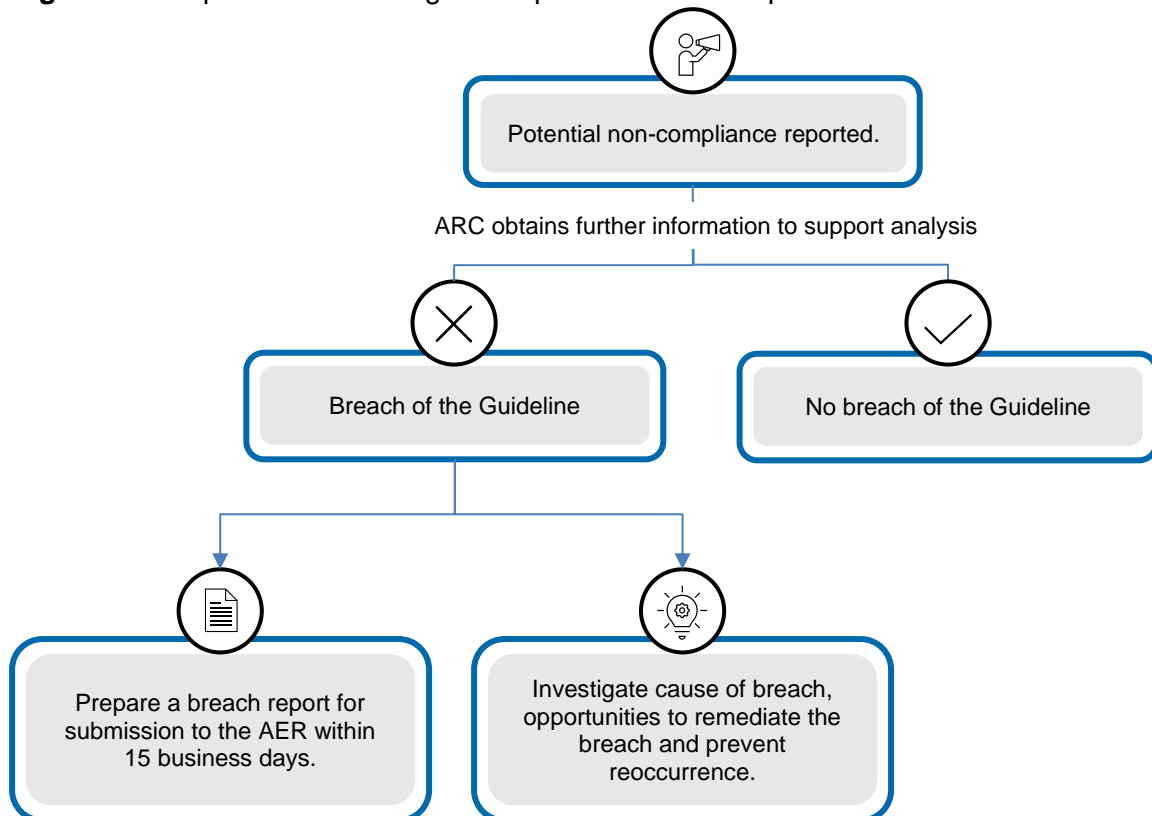 Potential non-compliance reported.
ARC obtains further information to support analysis
Breach of the Guideline
No breach of the Guideline
Prepare a breach report for
submission to the AER within
15 business days.
Investigate cause of breach,
opportunities to remediate the
breach and prevent
reoccurrence.